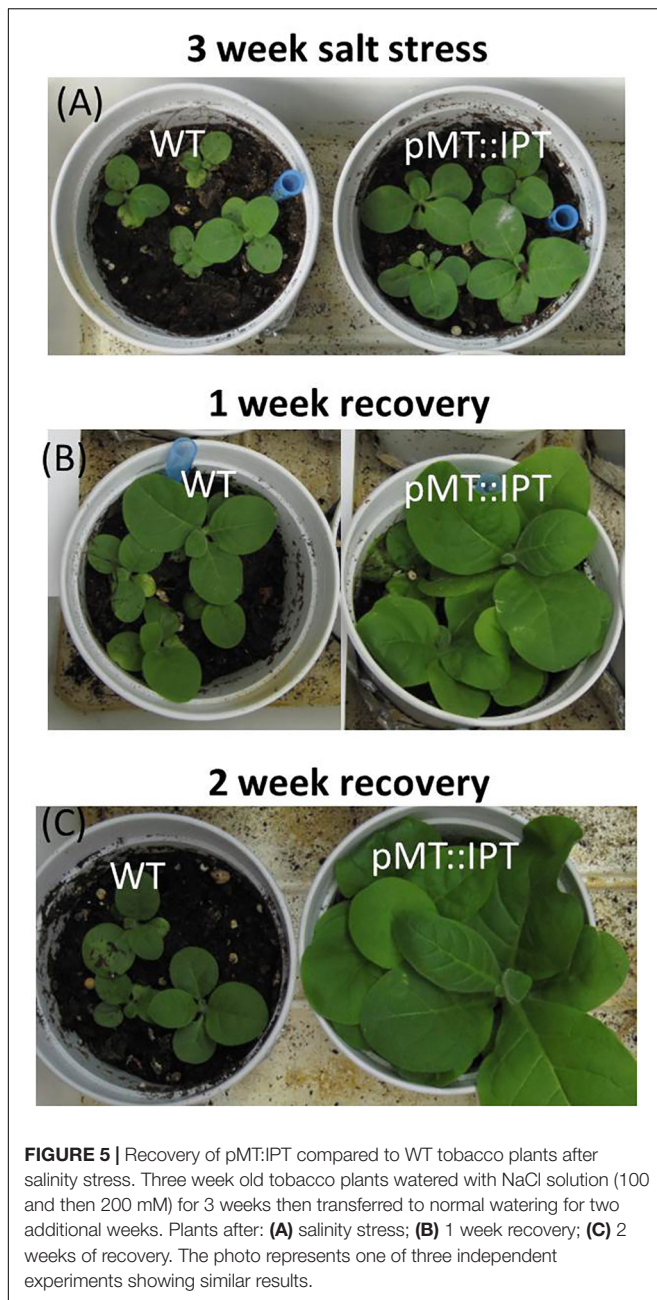 3 week salt stress
(A)
WT
pMT::IPT
1 week recovery
(B)
WT
pMT::IPT
2 week recovery
(C)
WT
pMT::IPT
FIGURE 5 | Recovery of pMT:IPT compared to WT tobacco plants after
salinity stress. Three week old tobacco plants watered with NaCl solution (100
and then 200 mM) for 3 weeks then transferred to normal watering for two
additional weeks. Plants after: (A) salinity stress; (B) 1 week recovery; (C) 2
weeks of recovery. The photo represents one of three independent
experiments showing similar results.